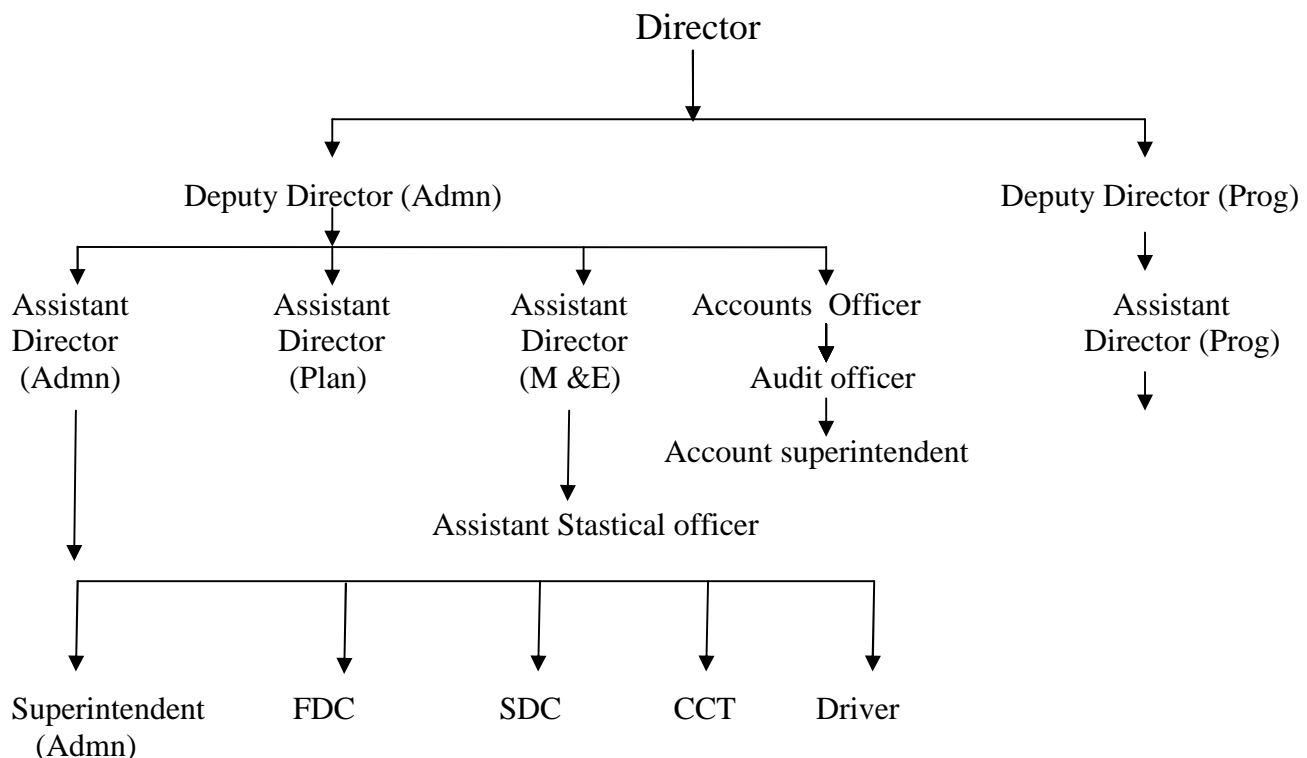 Director
Deputy Director (Admn)
Deputy Director (Prog)
Assistant
Director
(Admn)
Assistant
Director
(Plan)
Assistant
Director
(M &E)
Accounts Officer
Audit officer
Account superintendent
Assistant
Director (Prog)
Assistant Stastical officer
Superintendent
(Admn)
FDC
SDC
CCT
Driver